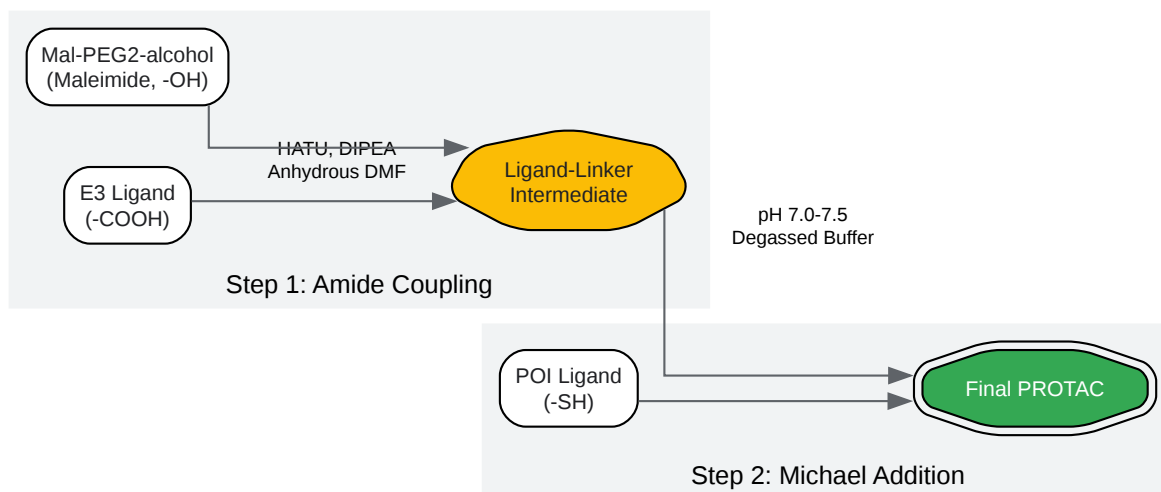 Mal-PEG2-alcohol
(Maleimide, -OH)
HATU, DIPEA
Anhydrous DMF
E3 Ligand
(-COOH)
Ligand-Linker
Intermediate
pH 7.0-7.5
Degassed Buffer
Step 1: Amide Coupling
POI Ligand
(-SH)
Final PROTAC
Step 2: Michael Addition